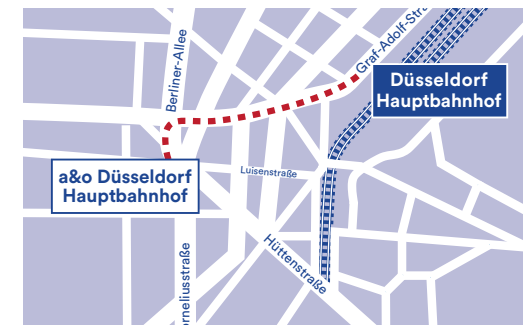 Berliner-Allee
Graf-Adolf-Stra
Düsseldorf
Hauptbahnhof
a&o Düsseldorf
Hauptbahnhof
Luisenstraße
Hüttenstraße
orneliusstraße